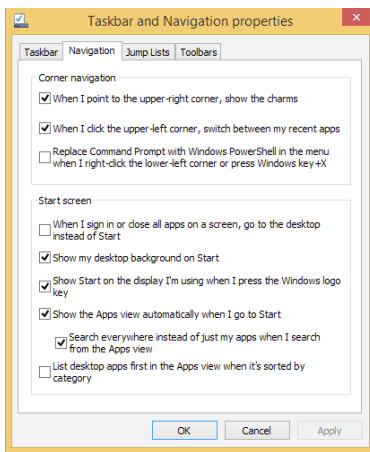 Taskbar and Navigation properties
Taskbar Navigation Jump Lists Toolbars
Corner navigation
When I point to the upper-right corner, show the charms
When I click the upper-left corner, switch between my recent apps
Replace Command Prompt with Windows PowerShell in the menu
when I right-click the lower-left corner or press Windows key+X
Start screen
When I sign in or close all apps on a screen, go to the desktop
instead of Start
Show my desktop background on Start
Show Start on the display I'm using when I press the Windows logo
key
Show the Apps view automatically when I go to Start
Search everywhere instead of just my apps when I search
from the Apps view
List desktop apps first in the Apps view when it's sorted by
category
OK Cancel Apply